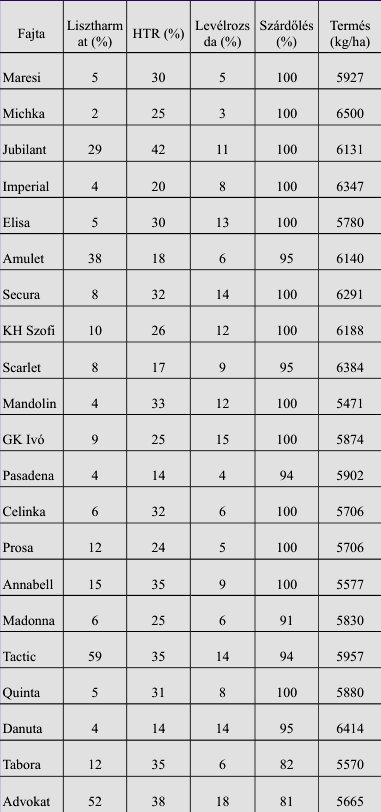 Fajta Lisztharm at (%) HTR (%) Levélrozs da (%) Szárdőlés (%) Termés (kg/ha)
Maresi 5 30 5 100 5927
Michka 2 25 3 100 6500
Jubilant 29 42 11 100 6131
Imperial 4 20 8 100 6347
Elisa 5 30 13 100 5780
Amulet 38 18 6 95 6140
Secura 8 32 14 100 6291
KH Szofi 10 26 12 100 6188
Scarlet 8 17 9 95 6384
Mandolin 4 33 12 100 5471
GK Ivó 9 25 15 100 5874
Pasadena 4 14 4 94 5902
Celinka 6 32 6 100 5706
Prosa 12 24 5 100 5706
Annabell 15 35 9 100 5577
Madonna 6 25 6 91 5830
Tactic 59 35 14 94 5957
Quinta 5 31 8 100 5880
Danuta 4 14 14 95 6414
Tabora 12 35 6 82 5570
Advokat 52 38 18 81 5665